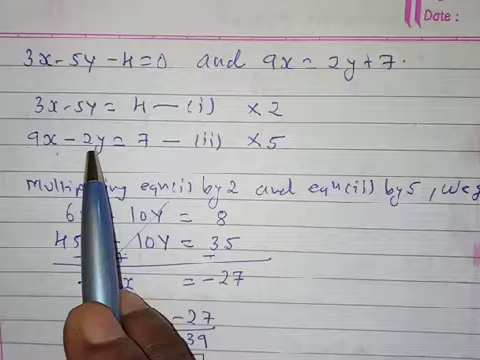 Date:
3x-5y-4=0 and 9x=2y+7.
3x-5y= 4 —(i) ×2
9x-2y= 7 —(ii) ×5
Multiplying eqn(i) by 2 and eqn(ii) by 5, we
10y = 8
45 10y = 35
x = -27
-27
39